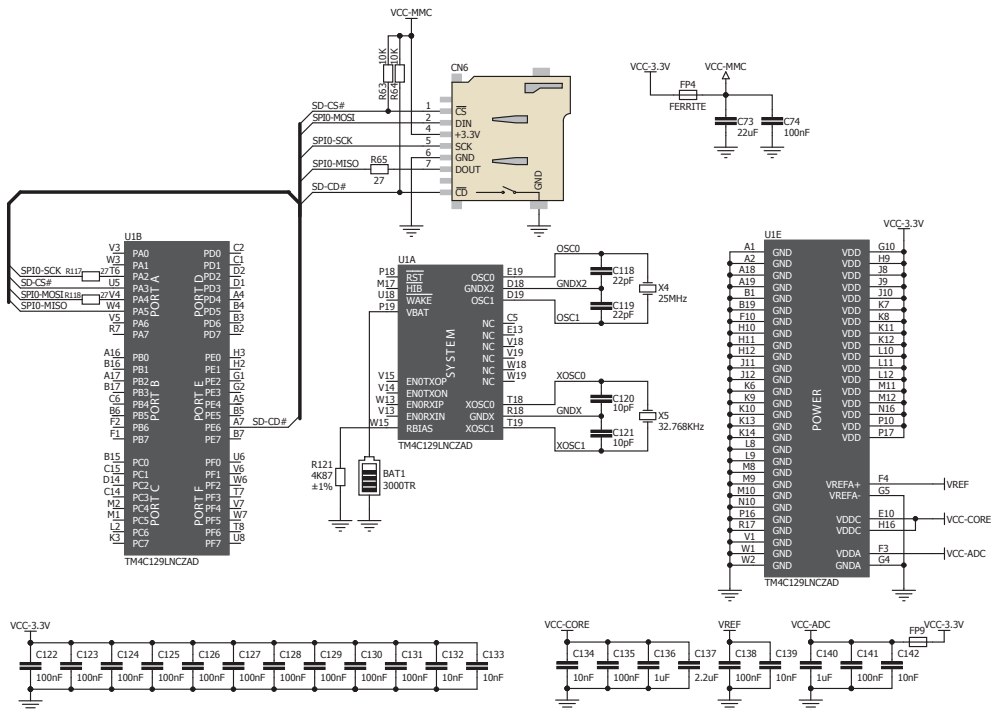 VCC-MMC
R63 10K
R64 10K
CN6
SD-CS# 1 CS
SPI0-MOSI 2 DIN
4 +3.3V
SPI0-SCK 5 SCK
6 GND
SPI0-MISO R65 27 7 DOUT
SD-CD# CD
GND
VCC-3.3V VCC-MMC
FP4
FERRITE
C73 22uF
C74 100nF
U1B
V3 PA0 PD0 C2
W3 PA1 PD1 C1
SPI0-SCK R117 27 T6 PA2 PD2 D2
SD-CS# U5 PA3 PD3 D1
SPI0-MOSI R118 27 V4 PA4 PD4 A4
SPI0-MISO W4 PA5 PD5 B4
V5 PA6 PD6 B3
R7 PA7 PD7 B2
PORT A PORT D
A16 PB0 PE0 H3
B16 PB1 PE1 H2
A17 PB2 PE2 G1
B17 PB3 PE3 G2
C6 PB4 PE4 A5
B6 PB5 PE5 B5
F2 PB6 PE6 A7 SD-CD#
F1 PB7 PE7 B7
PORT B PORT E
B15 PC0 PF0 U6
C15 PC1 PF1 V6
D14 PC2 PF2 W6
C14 PC3 PF3 T7
M2 PC4 PF4 V7
M1 PC5 PF5 W7
L2 PC6 PF6 T8
K3 PC7 PF7 U8
PORT C PORT F
TM4C129LNCZAD
U1A
P18 RST OSC0 E19 OSC0
M17 HIB GNDX2 D18 GNDX2
U18 WAKE OSC1 D19 OSC1
P19 VBAT
NC C5
NC E13
NC V18
NC V19
NC W18
NC W19
SYSTEM
V15 EN0TXOP
V14 EN0TXON
W13 EN0RXIP XOSC0 T18 XOSC0
V13 EN0RXIN GNDX R18 GNDX
W15 RBIAS XOSC1 T19 XOSC1
TM4C129LNCZAD
C118 22pF
C119 22pF
X4
25MHz
C120 10pF
C121 10pF
X5
32.768KHz
R121
4K87
±1%
BAT1
3000TR
U1E VCC-3.3V
A1 GND VDD G10
A2 GND VDD H9
A18 GND VDD J8
A19 GND VDD J9
B1 GND VDD J10
B19 GND VDD K7
F10 GND VDD K8
H10 GND VDD K11
H11 GND VDD K12
H12 GND VDD L10
J11 GND VDD L11
J12 GND VDD L12
K6 GND VDD M11
K9 GND VDD M12
K10 GND VDD N16
K13 GND VDD P10
K14 GND VDD P17
L8 GND
L9 GND
M8 GND
M9 GND VREFA+ F4 VREF
M10 GND VREFA- G5
N10 GND
P16 GND VDDC E10 VCC-CORE
R17 GND VDDC H16
V1 GND
W1 GND VDDA F3 VCC-ADC
W2 GND GNDA G4
POWER
TM4C129LNCZAD
VCC-3.3V
C122 100nF
C123 100nF
C124 100nF
C125 100nF
C126 100nF
C127 100nF
C128 100nF
C129 100nF
C130 100nF
C131 100nF
C132 10nF
C133 10nF
VCC-CORE
C134 10nF
C135 100nF
C136 1uF
C137 2.2uF
VREF
C138 100nF
C139 10nF
VCC-ADC FP9 VCC-3.3V
C140 1uF
C141 100nF
C142 10nF